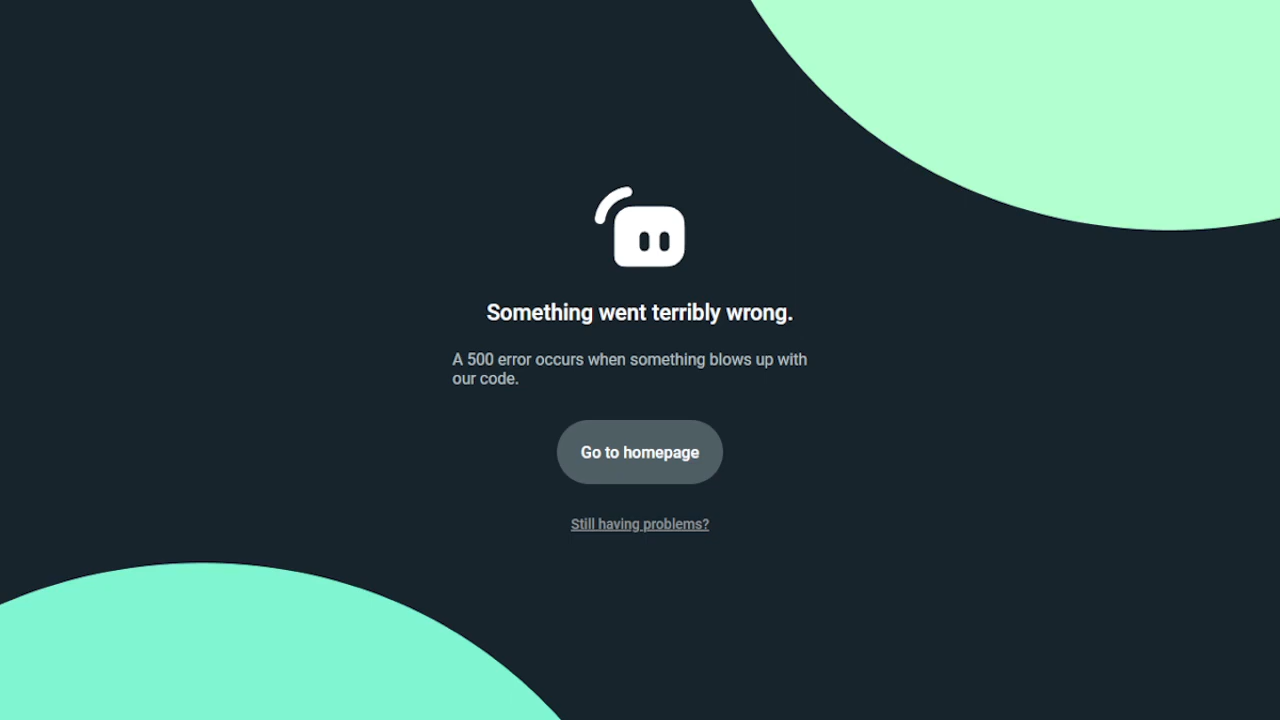 Something went terribly wrong.
A 500 error occurs when something blows up with
our code.
Go to homepage
Still having problems?